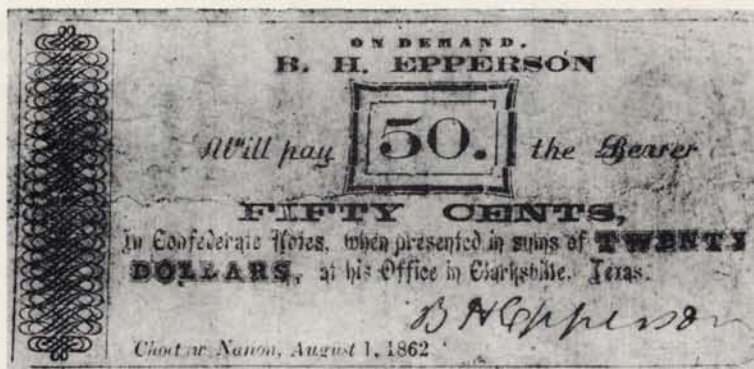 ON DEMAND,
B. H. EPPERSON
Will pay 50. the Bearer
FIFTY CENTS,
In Confederate Notes, when presented in sums of TWENTY
DOLLARS, at his Office in Clarksville, Texas.
B H Epperson
Choctaw Nation, August 1, 1862